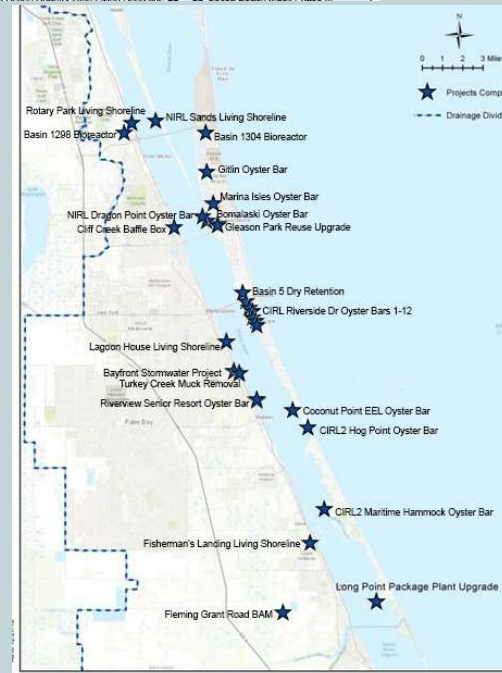 N
0 3 Miles
Projects Comp
Drainage Divid
Rotary Park Living Shoreline
NIRL Sands Living Shoreline
Basin 1298 Bioreactor
Basin 1304 Bioreactor
Gitlin Oyster Bar
Marina Isles Oyster Bar
NIRL Dragon Point Oyster Bar
Bomalaski Oyster Bar
Cliff Creek Baffle Box
Gleason Park Reuse Upgrade
Basin 5 Dry Retention
CIRL Riverside Dr Oyster Bars 1-12
Lagoon House Living Shoreline
Bayfront Stormwater Project
Turkey Creek Muck Removal
Riverview Senior Resort Oyster Bar
Palm Bay
Coconut Point EEL Oyster Bar
CIRL2 Hog Point Oyster Bar
CIRL2 Maritime Hammock Oyster Bar
Fisherman's Landing Living Shoreline
Long Point Package Plant Upgrade
Fleming Grant Road BAM